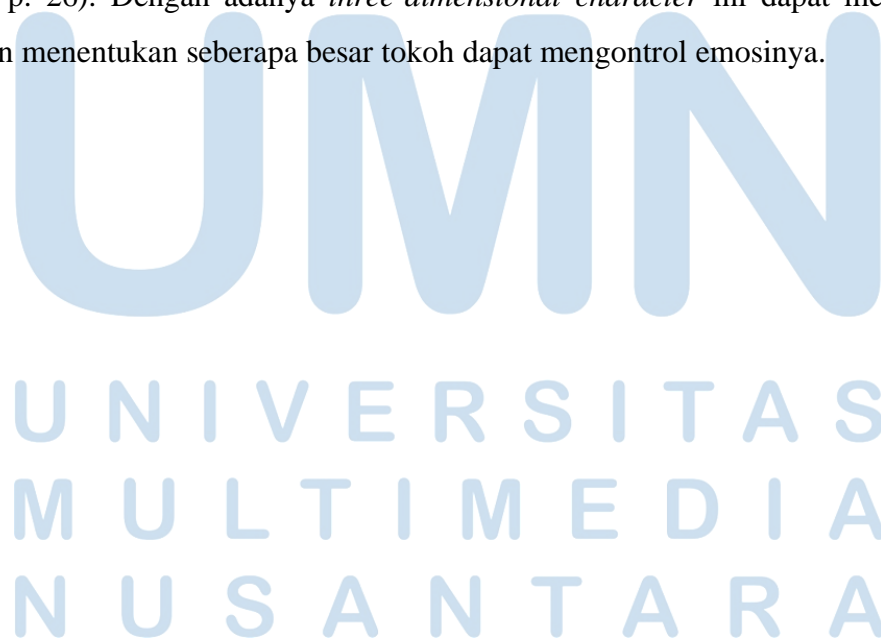 p. 26). Dengan adanya three-dimensional character ini dapat
n menentukan seberapa besar tokoh dapat mengontrol emosinya.
UMN
UNIVERSITAS
MULTIMEDIA
NUSANTARA